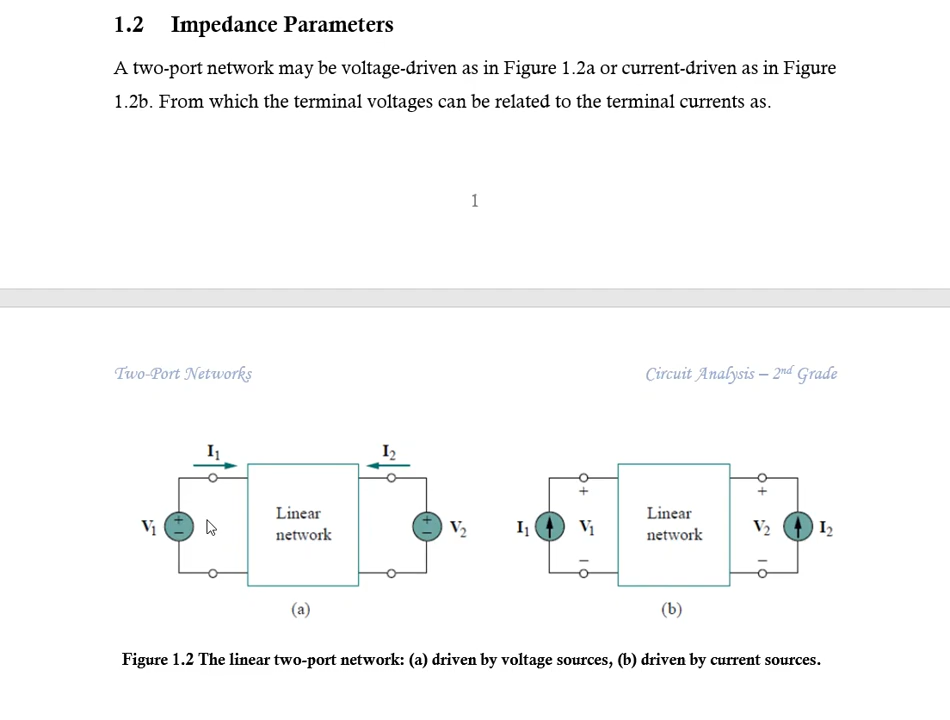 1.2 Impedance Parameters
A two-port network may be voltage-driven as in Figure 1.2a or current-driven as in Figure
1.2b. From which the terminal voltages can be related to the terminal currents as.
1
Two-Port Networks
Circuit Analysis – 2nd Grade
I1
I2
+
−
V1
Linear
network
+
−
V2
(a)
I1
+
V1
−
Linear
network
+
V2
−
I2
(b)
Figure 1.2 The linear two-port network: (a) driven by voltage sources, (b) driven by current sources.